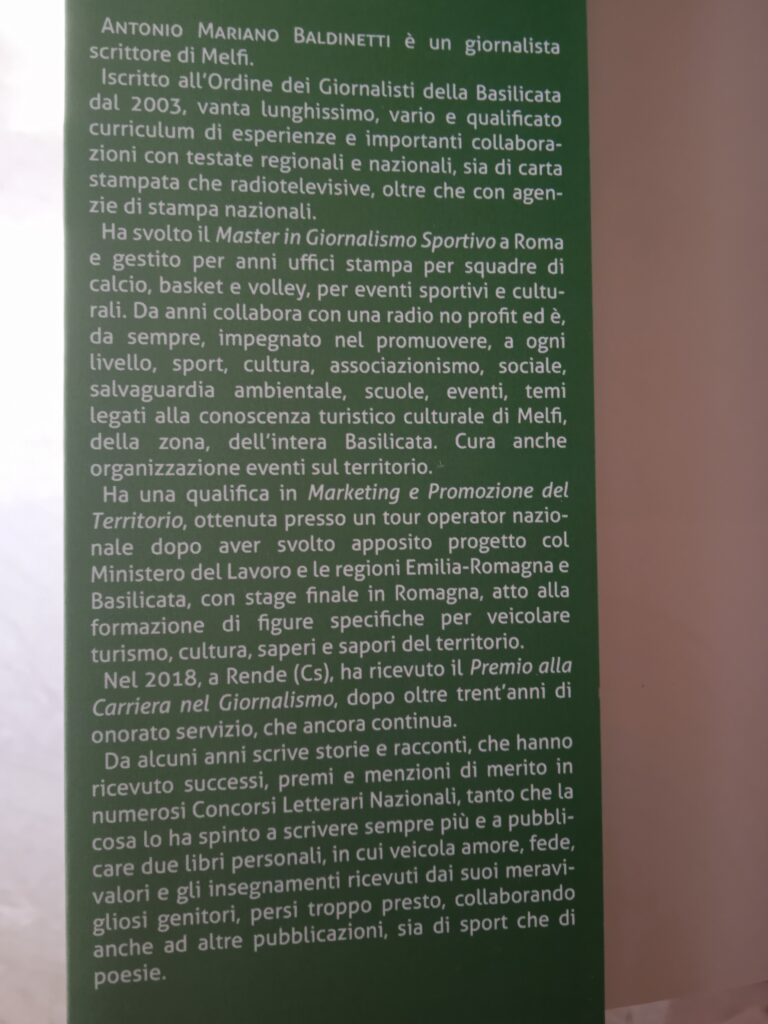 ANTONIO MARIANO BALDINETTI è un giornalista
scrittore di Melfi.
Iscritto all'Ordine dei Giornalisti della Basilicata
dal 2003, vanta lunghissimo, vario e qualificato
curriculum di esperienze e importanti collabora-
zioni con testate regionali e nazionali, sia di carta
stampata che radiotelevisive, oltre che con agen-
zie di stampa nazionali.
Ha svolto il Master in Giornalismo Sportivo a Roma
e gestito per anni uffici stampa per squadre di
calcio, basket e volley, per eventi sportivi e cultu-
rali. Da anni collabora con una radio no profit ed è,
da sempre, impegnato nel promuovere, a ogni
livello, sport, cultura, associazionismo, sociale,
salvaguardia ambientale, scuole, eventi, temi
legati alla conoscenza turistico culturale di Melfi,
della zona, dell'intera Basilicata. Cura anche
organizzazione eventi sul territorio.
Ha una qualifica in Marketing e Promozione del
Territorio, ottenuta presso un tour operator nazio-
nale dopo aver svolto apposito progetto col
Ministero del Lavoro e le regioni Emilia-Romagna e
Basilicata, con stage finale in Romagna, atto alla
formazione di figure specifiche per veicolare
turismo, cultura, saperi e sapori del territorio.
Nel 2018, a Rende (Cs), ha ricevuto il Premio alla
Carriera nel Giornalismo, dopo oltre trent'anni di
onorato servizio, che ancora continua.
Da alcuni anni scrive storie e racconti, che hanno
ricevuto successi, premi e menzioni di merito in
numerosi Concorsi Letterari Nazionali, tanto che la
cosa lo ha spinto a scrivere sempre più e a pubbli-
care due libri personali, in cui veicola amore, fede,
valori e gli insegnamenti ricevuti dai suoi meravi-
gliosi genitori, persi troppo presto, collaborando
anche ad altre pubblicazioni, sia di sport che di
poesie.